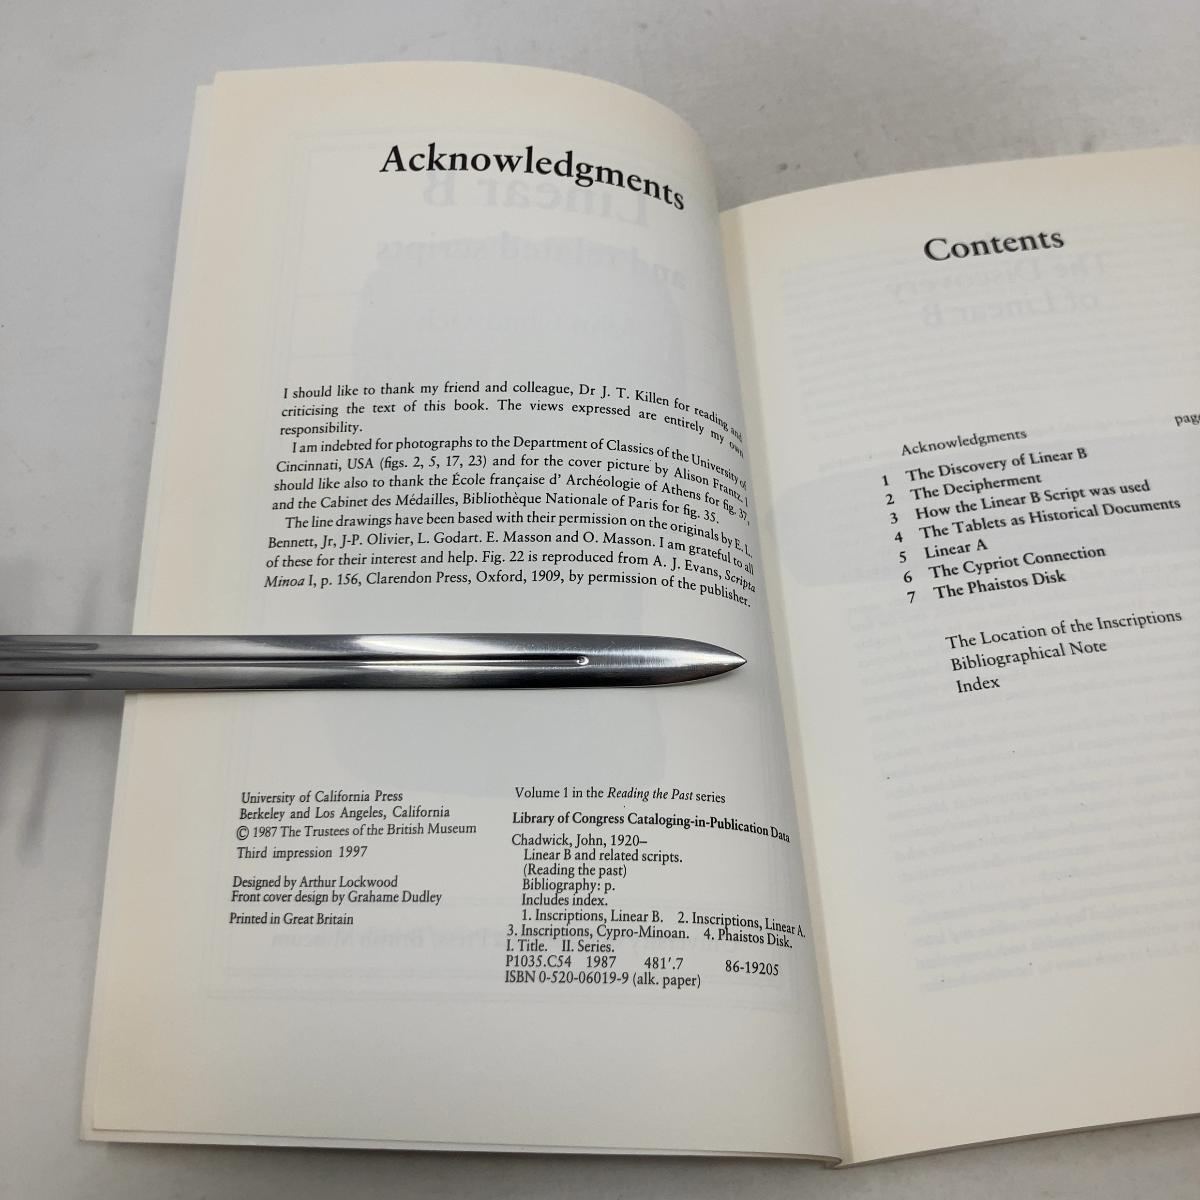 Acknowledgments
I should like to thank my friend and colleague, Dr J. T. Killen for reading and
criticising the text of this book. The views expressed are entirely my own
responsibility.
I am indebted for photographs to the Department of Classics of the University of
Cincinnati, USA (figs. 2, 5, 17, 23) and for the cover picture by Alison Frantz. I
should like also to thank the École française d' Archéologie of Athens for fig. 37,
and the Cabinet des Médailles, Bibliothèque Nationale of Paris for fig. 35.
The line drawings have been based with their permission on the originals by E. L.
Bennett, Jr, J-P. Olivier, L. Godart. E. Masson and O. Masson. I am grateful to all
of these for their interest and help. Fig. 22 is reproduced from A. J. Evans, Scripta
Minoa I, p. 156, Clarendon Press, Oxford, 1909, by permission of the publisher.
University of California Press
Berkeley and Los Angeles, California
© 1987 The Trustees of the British Museum
Third impression 1997
Designed by Arthur Lockwood
Front cover design by Grahame Dudley
Printed in Great Britain
Volume 1 in the Reading the Past series
Library of Congress Cataloging-in-Publication Data
Chadwick, John, 1920–
Linear B and related scripts.
(Reading the past)
Bibliography: p.
Includes index.
1. Inscriptions, Linear B. 2. Inscriptions, Linear A.
3. Inscriptions, Cypro-Minoan. 4. Phaistos Disk.
I. Title. II. Series.
P1035.C54 1987 481'.7 86-19205
ISBN 0-520-06019-9 (alk. paper)
Contents
page
Acknowledgments
1 The Discovery of Linear B
2 The Decipherment
3 How the Linear B Script was used
4 The Tablets as Historical Documents
5 Linear A
6 The Cypriot Connection
7 The Phaistos Disk
The Location of the Inscriptions
Bibliographical Note
Index